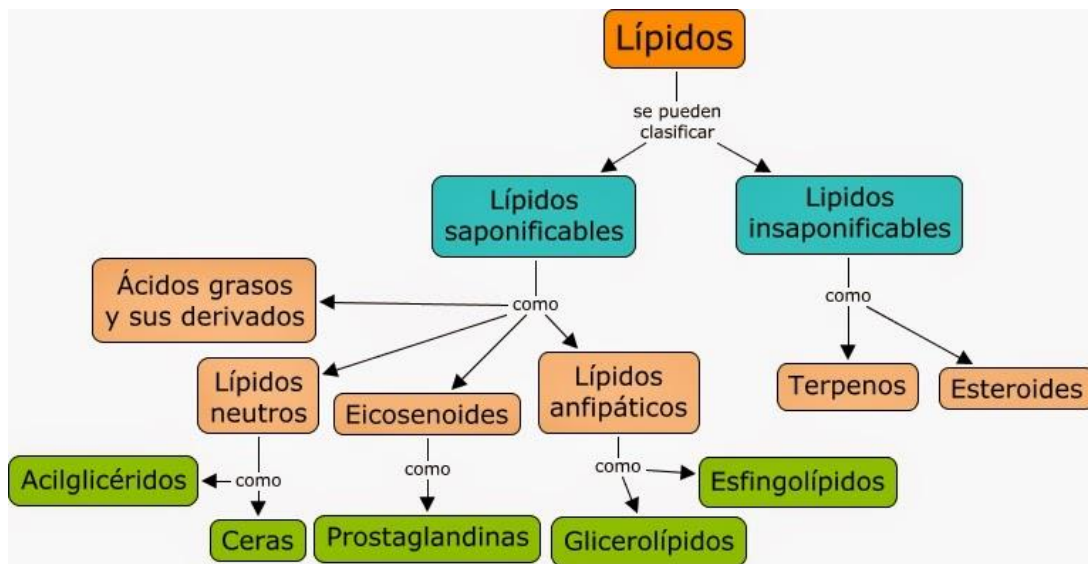 Lípidos
se pueden
clasificar
Lípidos
saponificables
Lipidos
insaponificables
como
como
Ácidos grasos
y sus derivados
Lípidos
neutros
Eicosenoides
Lípidos
anfipáticos
Terpenos
Esteroides
como
como
como
Acilglicéridos
Ceras
Prostaglandinas
Glicerolípidos
Esfingolípidos